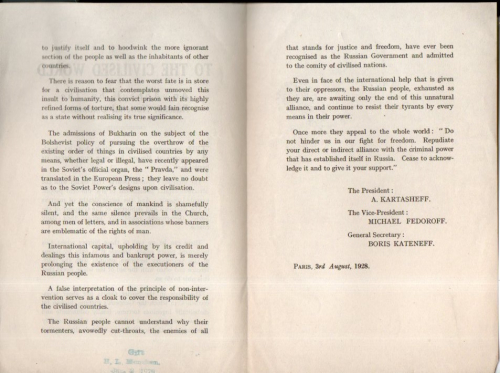 to justify itself and to hoodwink the more ignorant
section of the people as well as the inhabitants of other
countries.
There is reason to fear that the worst fate is in store
for a civilisation that contemplates unmoved this
insult to humanity, this convict prison with its highly
refined forms of torture, that some would fain recognise
as a state without realising its true significance.
The admissions of Bukharin on the subject of the
Bolshevist policy of pursuing the overthrow of the
existing order of things in civilised countries by any
means, whether legal or illegal, have recently appeared
in the Soviet's official organ, the "Pravda," and were
translated in the European Press; they leave no doubt
as to the Soviet Power's designs upon civilisation.
And yet the conscience of mankind is shamefully
silent, and the same silence prevails in the Church,
among men of letters, and in associations whose banners
are emblematic of the rights of man.
International capital, upholding by its credit and
dealings this infamous and bankrupt power, is merely
prolonging the existence of the executioners of the
Russian people.
A false interpretation of the principle of non-inter-
vention serves as a cloak to cover the responsibility of
the civilised countries.
The Russian people cannot understand why their
tormenters, avowedly cut-throats, the enemies of all
Gift
that stands for justice and freedom, have ever been
recognised as the Russian Government and admitted
to the comity of civilised nations.
Even in face of the international help that is given
to their oppressors, the Russian people, exhausted as
they are, are awaiting only the end of this unnatural
alliance, and continue to resist their tyrants by every
means in their power.
Once more they appeal to the whole world: "Do
not hinder us in our fight for freedom. Repudiate
your direct or indirect alliance with the criminal power
that has established itself in Russia. Cease to acknow-
ledge it and to give it your support."
The President:
A. KARTASHEFF.
The Vice-President:
MICHAEL FEDOROFF.
General Secretary:
BORIS KATENEFF.
PARIS, 3rd August, 1928.